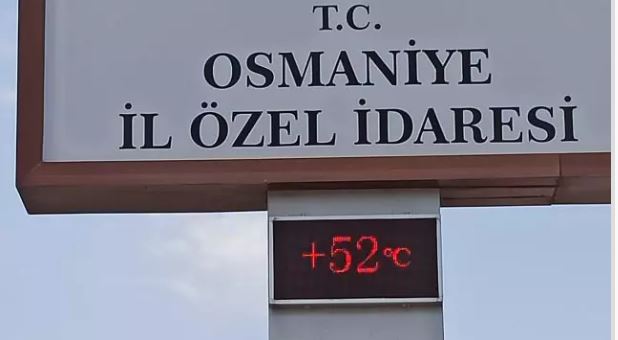 T.C.
OSMANİYE
İL ÖZEL İDARESİ
+52°C